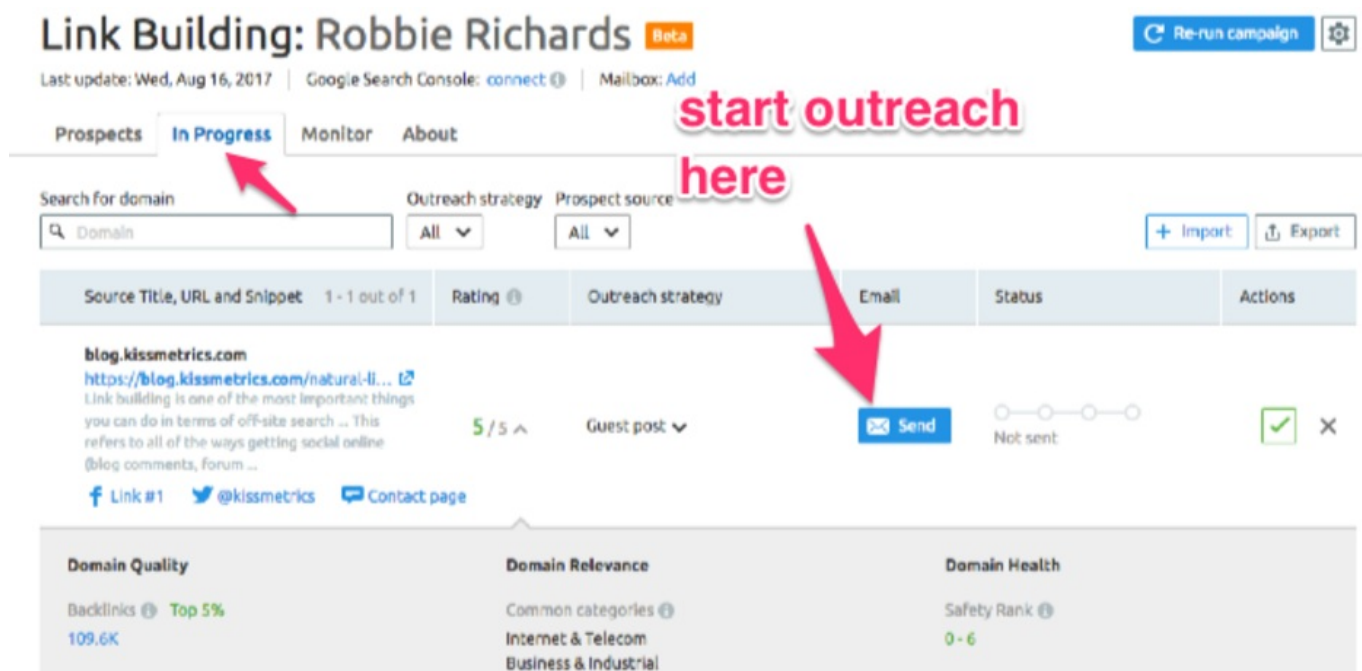 Link Building: Robbie Richards Beta
Re-run campaign
Last update: Wed, Aug 16, 2017 | Google Search Console: connect | Mailbox: Add
start outreach
here
Prospects In Progress Monitor About
Search for domain Outreach strategy Prospect source
Domain All All + Import Export
Source Title, URL and Snippet 1 - 1 out of 1 Rating Outreach strategy Email Status Actions
blog.kissmetrics.com
https://blog.kissmetrics.com/natural-li...
Link building is one of the most important things
you can do in terms of off-site search ... This
refers to all of the ways getting social online
(blog comments, forum ...
5 / 5 Guest post Send Not sent
Link #1 @kissmetrics Contact page
Domain Quality Domain Relevance Domain Health
Backlinks Top 5% Common categories Safety Rank
109.6K Internet & Telecom 0 - 6
Business & Industrial